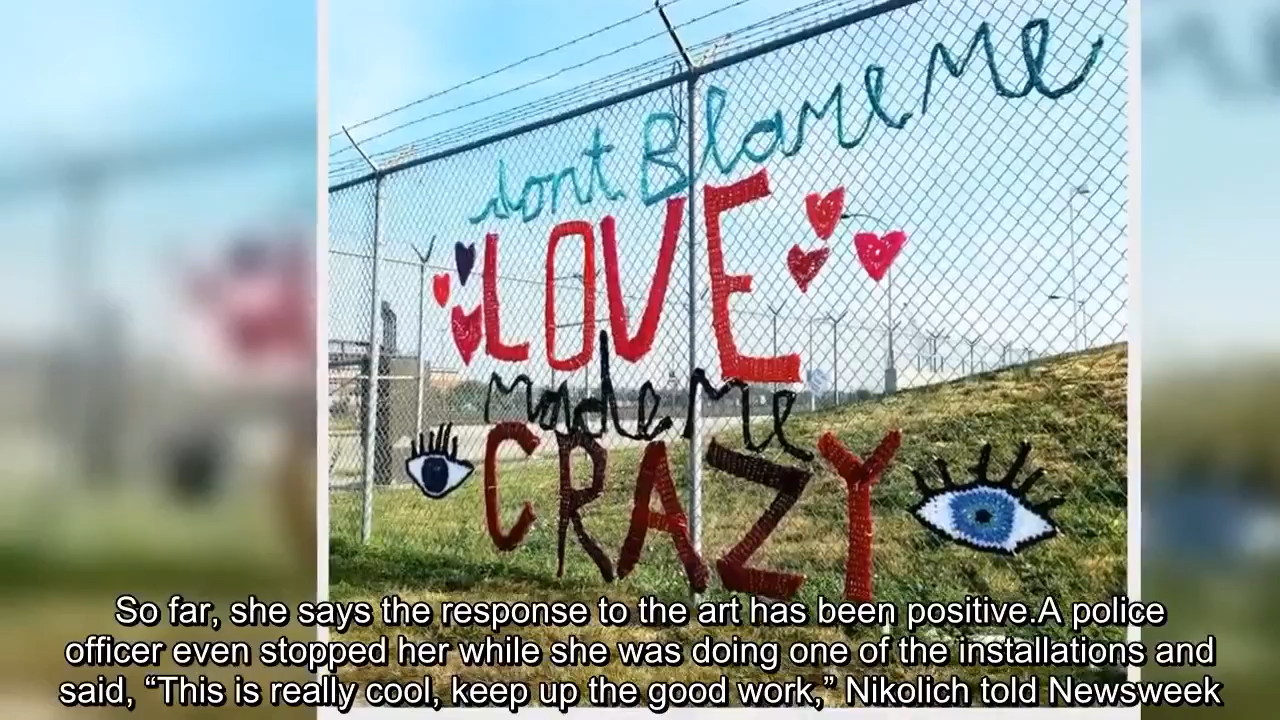 dont Blame Me
LOVE
made Me
CRAZY
So far, she says the response to the art has been positive.A police
officer even stopped her while she was doing one of the installations and
said, “This is really cool, keep up the good work,” Nikolich told Newsweek